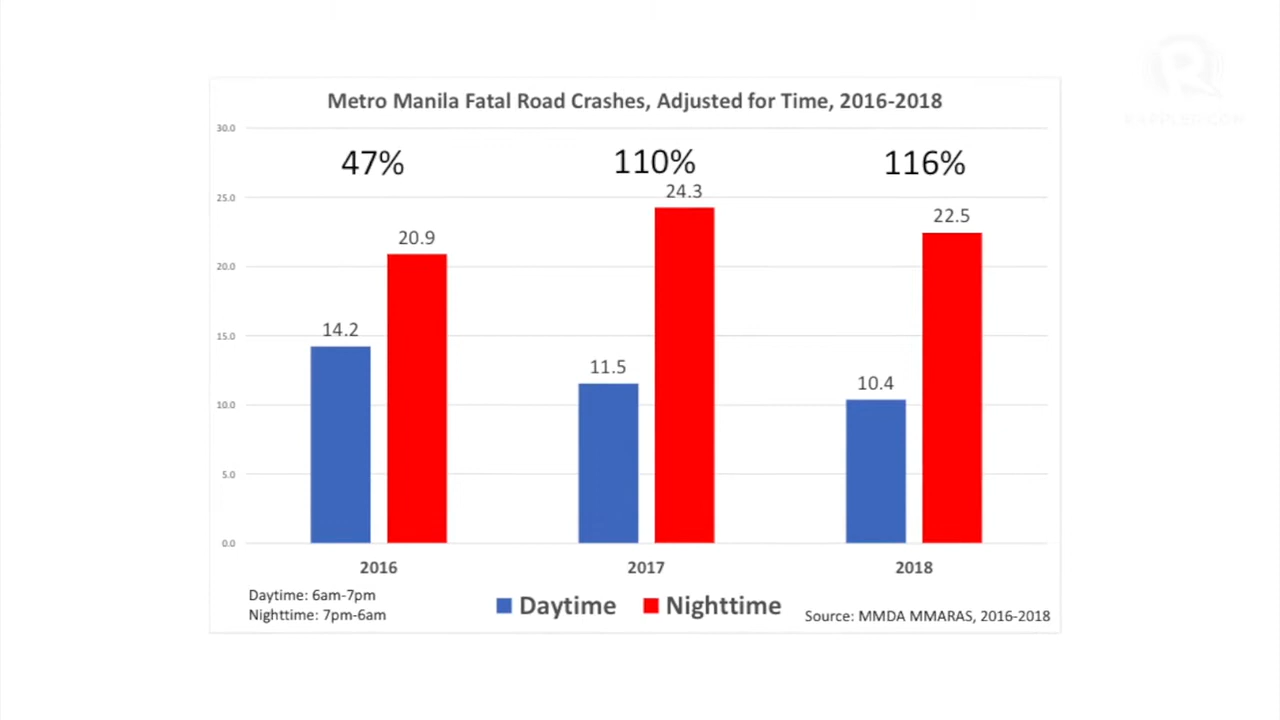 RAPPLER.COM
Metro Manila Fatal Road Crashes, Adjusted for Time, 2016-2018
30.0
47% 110% 116%
25.0
24.3
22.5
20.9
20.0
15.0
14.2
11.5
10.4
10.0
5.0
0.0
2016 2017 2018
Daytime: 6am-7pm
Nighttime: 7pm-6am
Daytime Nighttime
Source: MMDA MMARAS, 2016-2018